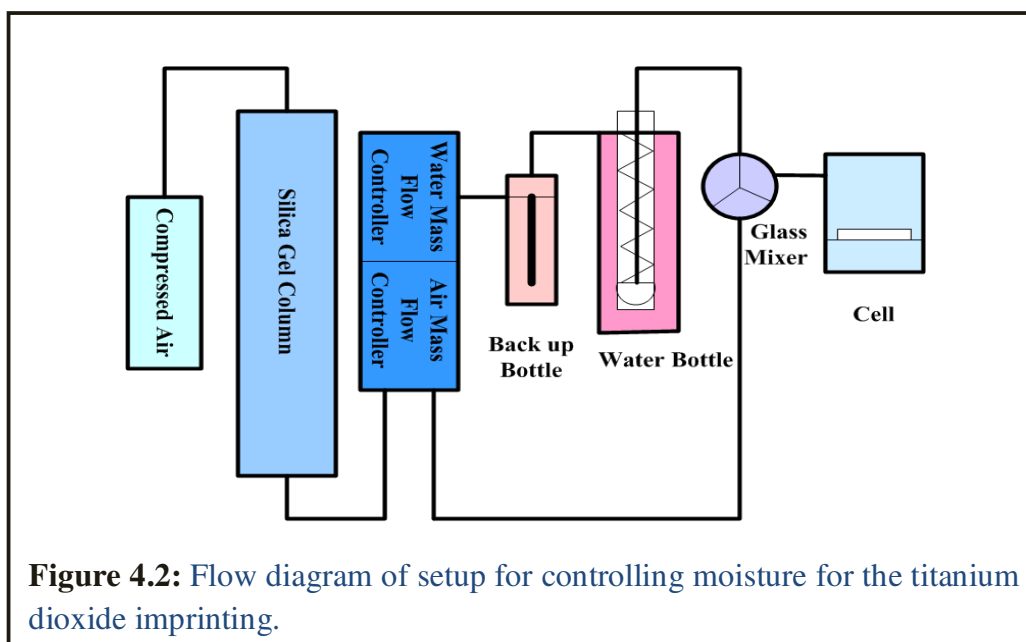 Compressed Air
Silica Gel Column
Water Mass
Flow
Controller
Air Mass
Flow
Controller
Back up
Bottle
Water Bottle
Glass
Mixer
Cell
Figure 4.2: Flow diagram of setup for controlling moisture for the titanium
dioxide imprinting.